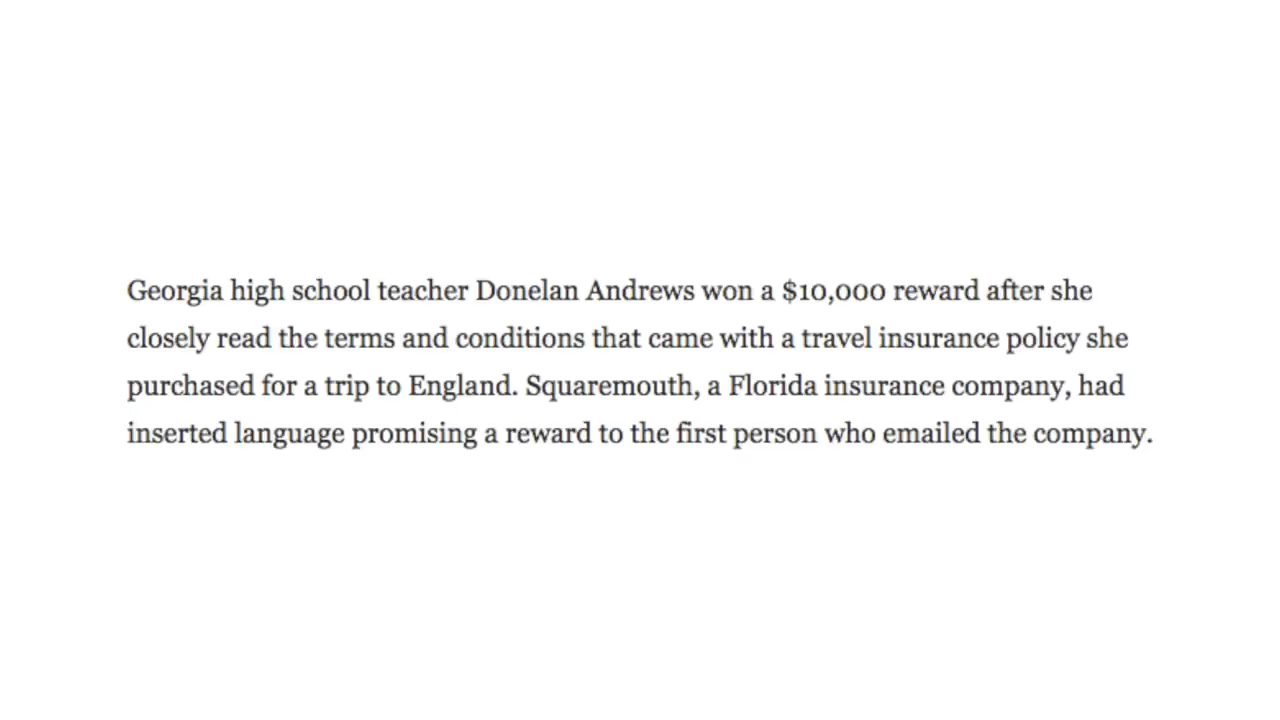 Georgia high school teacher Donelan Andrews won a $10,000 reward after she
closely read the terms and conditions that came with a travel insurance policy she
purchased for a trip to England. Squaremouth, a Florida insurance company, had
inserted language promising a reward to the first person who emailed the company.